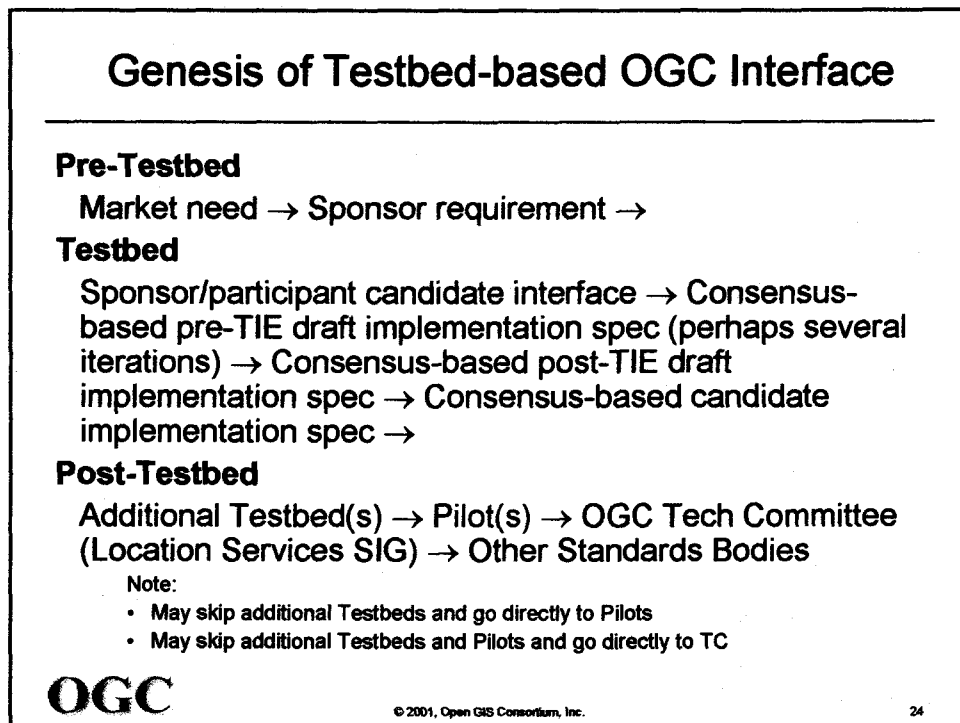 Genesis of Testbed-based OGC Interface
Pre-Testbed
Market need → Sponsor requirement →
Testbed
Sponsor/participant candidate interface → Consensus-
based pre-TIE draft implementation spec (perhaps several
iterations) → Consensus-based post-TIE draft
implementation spec → Consensus-based candidate
implementation spec →
Post-Testbed
Additional Testbed(s) → Pilot(s) → OGC Tech Committee
(Location Services SIG) → Other Standards Bodies
Note:
• May skip additional Testbeds and go directly to Pilots
• May skip additional Testbeds and Pilots and go directly to TC
OGC
© 2001, Open GIS Consortium, Inc.
24